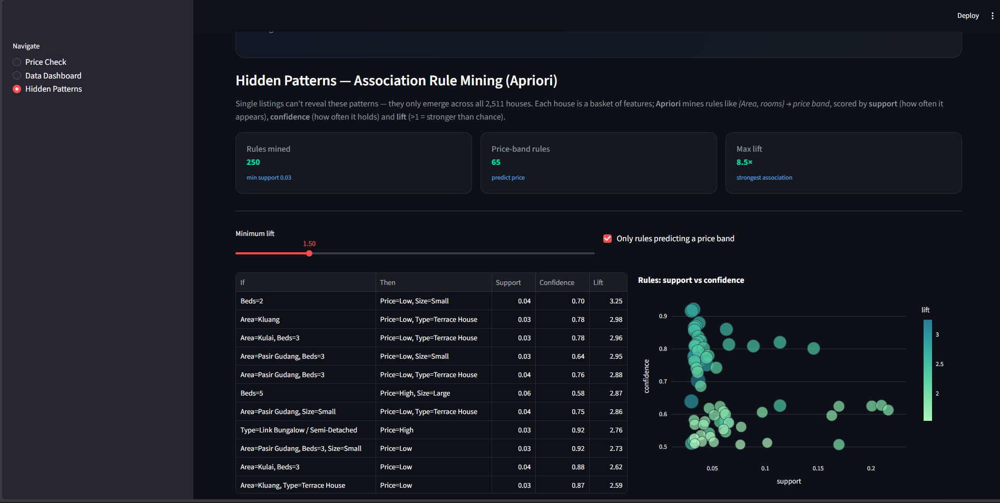 Deploy
Navigate
Price Check
Data Dashboard
Hidden Patterns
Hidden Patterns — Association Rule Mining (Apriori)
Single listings can't reveal these patterns — they only emerge across all 2,511 houses. Each house is a basket of features; Apriori mines rules like {Area, rooms} → price band, scored by support (how often it
appears), confidence (how often it holds) and lift (>1 = stronger than chance).
Rules mined
250
min support 0.03
Price-band rules
65
predict price
Max lift
8.5×
strongest association
Minimum lift
1.50
Only rules predicting a price band
If Then Support Confidence Lift
Beds=2 Price=Low, Size=Small 0.04 0.70 3.25
Area=Kluang Price=Low, Type=Terrace House 0.03 0.78 2.98
Area=Kulai, Beds=3 Price=Low, Type=Terrace House 0.03 0.78 2.96
Area=Pasir Gudang, Beds=3 Price=Low, Size=Small 0.03 0.64 2.95
Area=Pasir Gudang, Beds=3 Price=Low, Type=Terrace House 0.04 0.76 2.88
Beds=5 Price=High, Size=Large 0.06 0.58 2.87
Area=Pasir Gudang, Size=Small Price=Low, Type=Terrace House 0.04 0.75 2.86
Type=Link Bungalow / Semi-Detached Price=High 0.03 0.92 2.76
Area=Pasir Gudang, Beds=3, Size=Small Price=Low 0.03 0.92 2.73
Area=Kulai, Beds=3 Price=Low 0.04 0.88 2.62
Area=Kluang, Type=Terrace House Price=Low 0.03 0.87 2.59
Rules: support vs confidence
confidence
0.9
0.8
0.7
0.6
0.5
0.05 0.1 0.15 0.2
support
lift
3
2.5
2